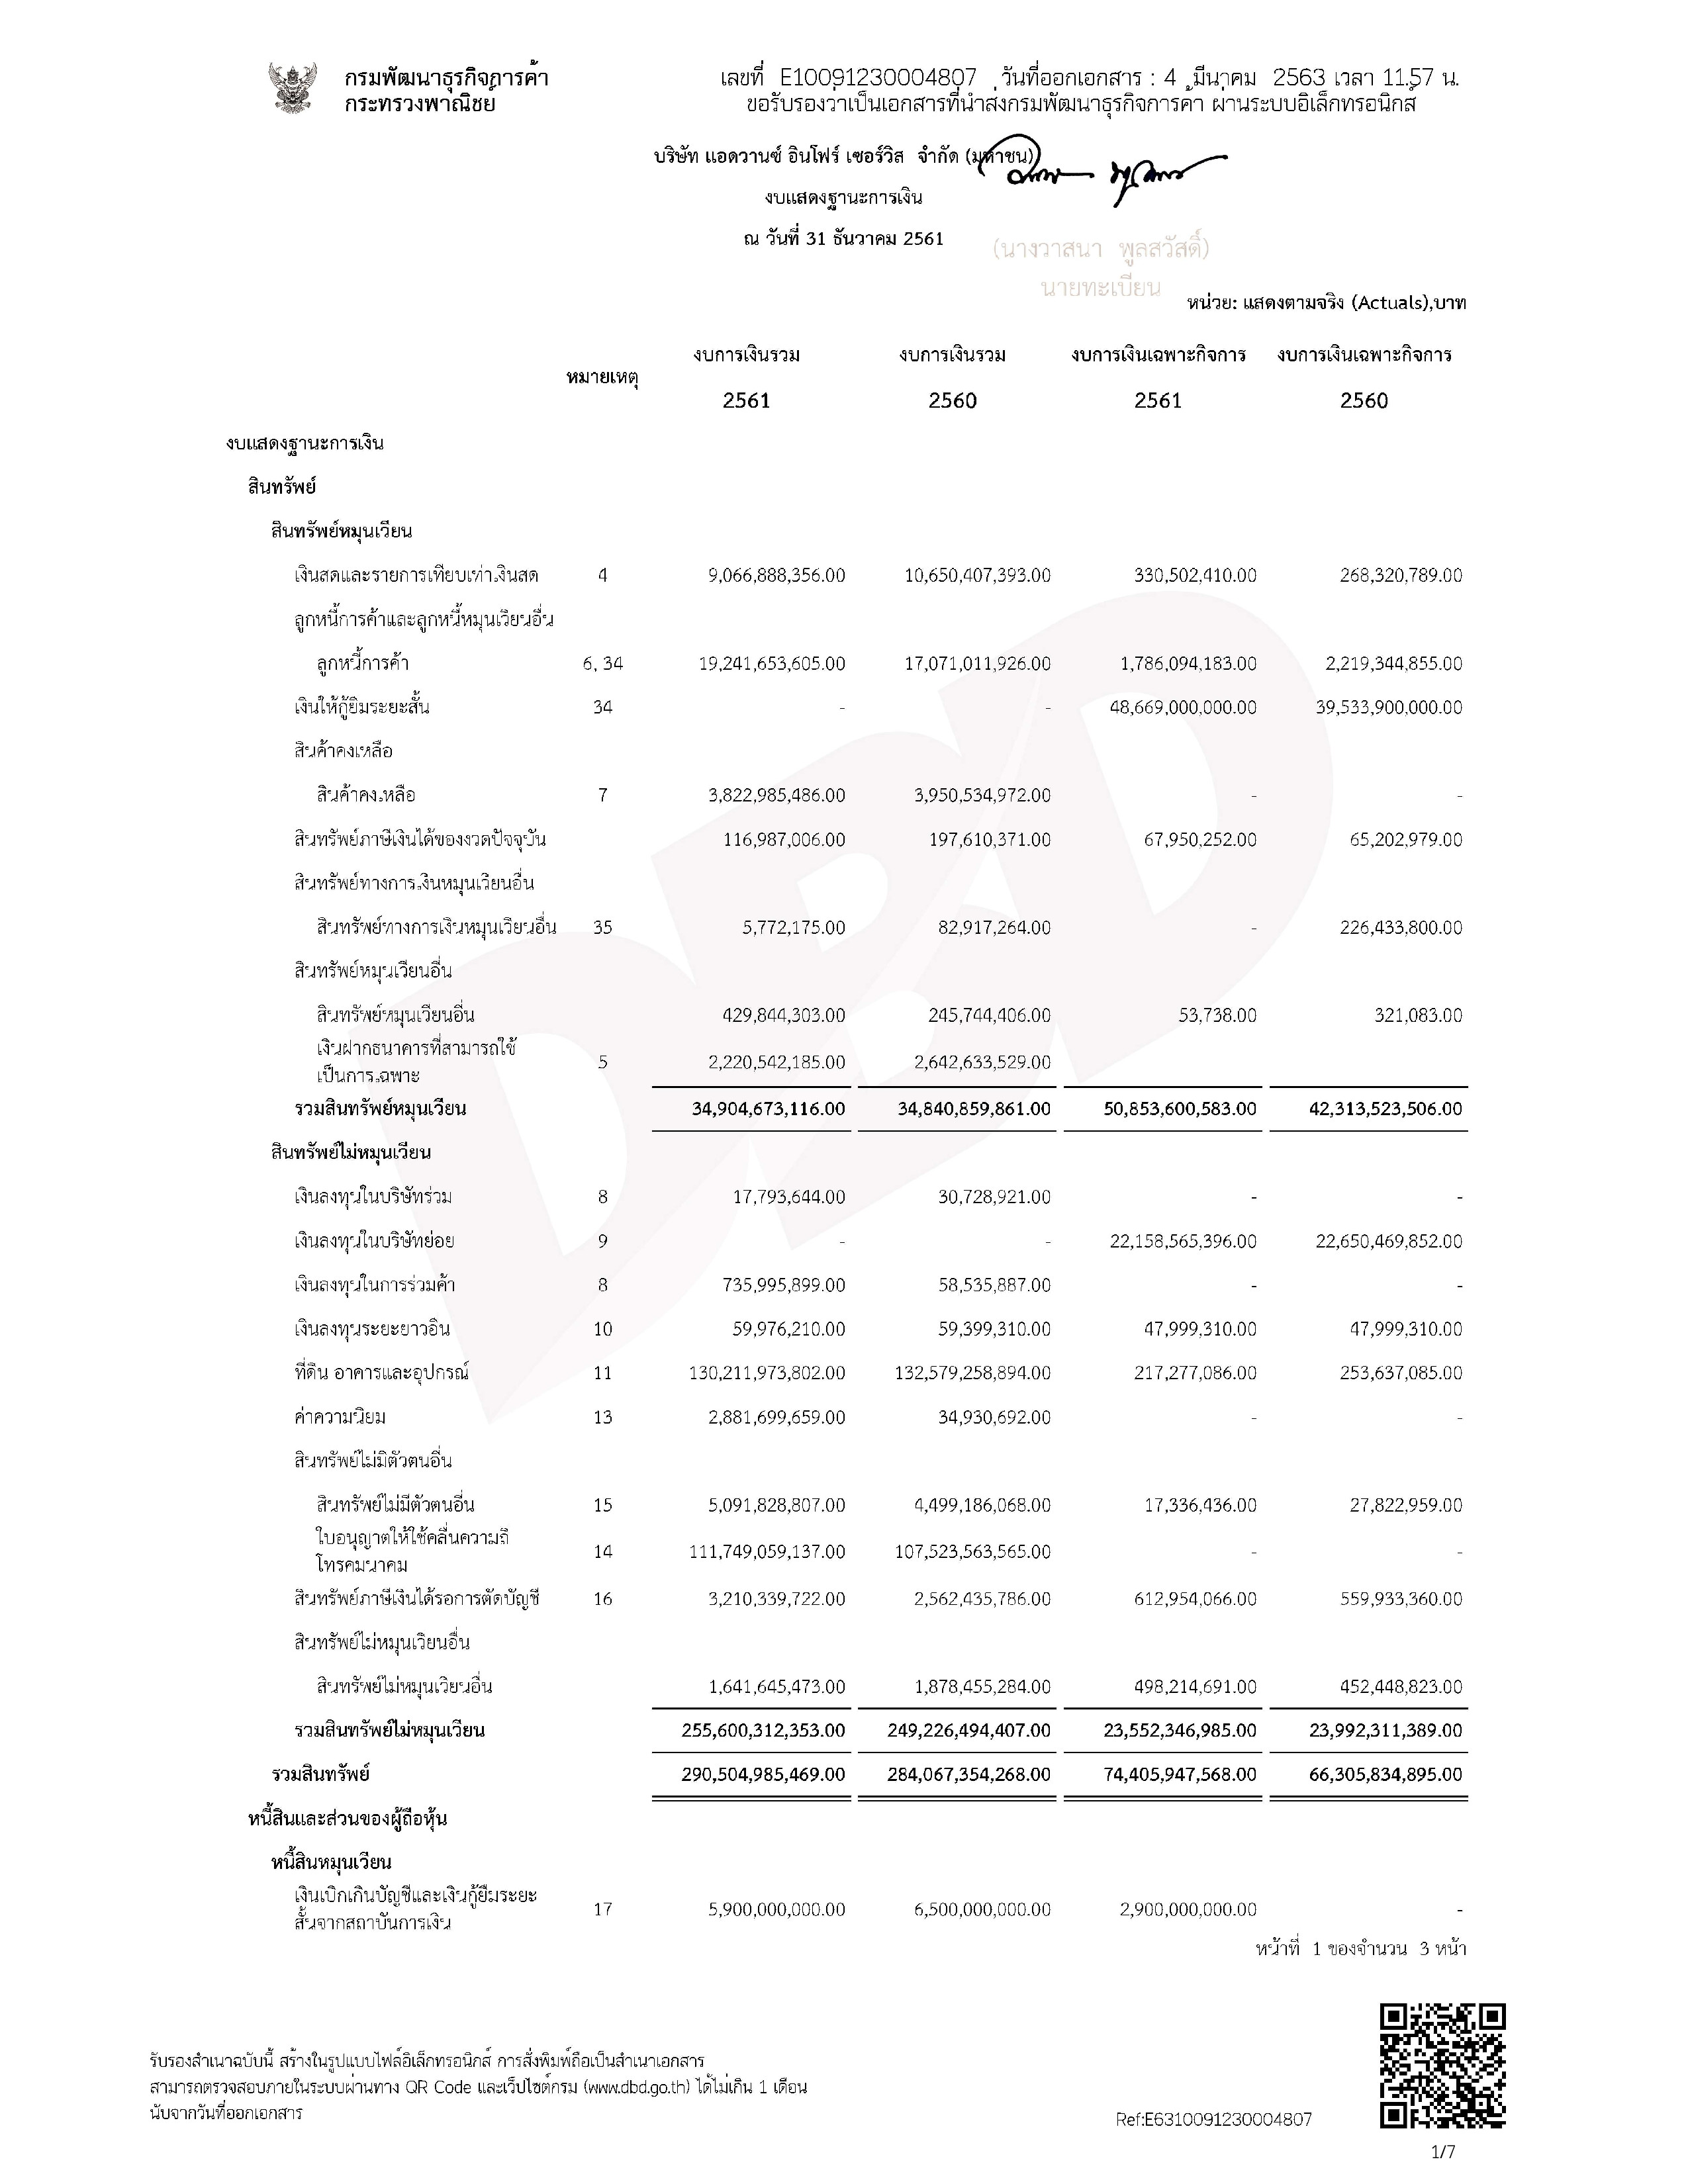 กรมพัฒนาธุรกิจการค้า
กระทรวงพาณิชย์
เลขที่ E10091230004807 วันที่ออกเอกสาร : 4 มีนาคม 2563 เวลา 11.57 น.
ขอรับรองว่าเป็นเอกสารที่นำส่งกรมพัฒนาธุรกิจการค้า ผ่านระบบอิเล็กทรอนิกส์
บริษัท แอดวานซ์ อินโฟร์ เซอร์วิส จำกัด (มหาชน)
งบแสดงฐานะการเงิน
ณ วันที่ 31 ธันวาคม 2561
(นางวาสนา พูลสวัสดิ์)
นายทะเบียน
หน่วย: แสดงตามจริง (Actuals),บาท
หมายเหตุ งบการเงินรวม งบการเงินรวม งบการเงินเฉพาะกิจการ งบการเงินเฉพาะกิจการ
2561 2560 2561 2560
งบแสดงฐานะการเงิน
สินทรัพย์
สินทรัพย์หมุนเวียน
เงินสดและรายการเทียบเท่าเงินสด 4 9,066,888,356.00 10,650,407,393.00 330,502,410.00 268,320,789.00
ลูกหนี้การค้าและลูกหนี้หมุนเวียนอื่น
ลูกหนี้การค้า 6, 34 19,241,653,605.00 17,071,011,926.00 1,786,094,183.00 2,219,344,855.00
เงินให้กู้ยืมระยะสั้น 34 - - 48,669,000,000.00 39,533,900,000.00
สินค้าคงเหลือ
สินค้าคงเหลือ 7 3,822,985,486.00 3,950,534,972.00 - -
สินทรัพย์ภาษีเงินได้ของงวดปัจจุบัน 116,987,006.00 197,610,371.00 67,950,252.00 65,202,979.00
สินทรัพย์ทางการเงินหมุนเวียนอื่น
สินทรัพย์ทางการเงินหมุนเวียนอื่น 35 5,772,175.00 82,917,264.00 - 226,433,800.00
สินทรัพย์หมุนเวียนอื่น
สินทรัพย์หมุนเวียนอื่น 429,844,303.00 245,744,406.00 53,738.00 321,083.00
เงินฝากธนาคารที่สามารถใช้
เป็นการเฉพาะ 5 2,220,542,185.00 2,642,633,529.00
รวมสินทรัพย์หมุนเวียน 34,904,673,116.00 34,840,859,861.00 50,853,600,583.00 42,313,523,506.00
สินทรัพย์ไม่หมุนเวียน
เงินลงทุนในบริษัทร่วม 8 17,793,644.00 30,728,921.00 - -
เงินลงทุนในบริษัทย่อย 9 - - 22,158,565,396.00 22,650,469,852.00
เงินลงทุนในการร่วมค้า 8 735,995,899.00 58,535,887.00 - -
เงินลงทุนระยะยาวอื่น 10 59,976,210.00 59,399,310.00 47,999,310.00 47,999,310.00
ที่ดิน อาคารและอุปกรณ์ 11 130,211,973,802.00 132,579,258,894.00 217,277,086.00 253,637,085.00
ค่าความนิยม 13 2,881,699,659.00 34,930,692.00 - -
สินทรัพย์ไม่มีตัวตนอื่น
สินทรัพย์ไม่มีตัวตนอื่น 15 5,091,828,807.00 4,499,186,068.00 17,336,436.00 27,822,959.00
ใบอนุญาตให้ใช้คลื่นความถี่
โทรคมนาคม 14 111,749,059,137.00 107,523,563,565.00 - -
สินทรัพย์ภาษีเงินได้รอการตัดบัญชี 16 3,210,339,722.00 2,562,435,786.00 612,954,066.00 559,933,360.00
สินทรัพย์ไม่หมุนเวียนอื่น
สินทรัพย์ไม่หมุนเวียนอื่น 1,641,645,473.00 1,878,455,284.00 498,214,691.00 452,448,823.00
รวมสินทรัพย์ไม่หมุนเวียน 255,600,312,353.00 249,226,494,407.00 23,552,346,985.00 23,992,311,389.00
รวมสินทรัพย์ 290,504,985,469.00 284,067,354,268.00 74,405,947,568.00 66,305,834,895.00
หนี้สินและส่วนของผู้ถือหุ้น
หนี้สินหมุนเวียน
เงินเบิกเกินบัญชีและเงินกู้ยืมระยะ
สั้นจากสถาบันการเงิน 17 5,900,000,000.00 6,500,000,000.00 2,900,000,000.00 -
หน้าที่ 1 ของจำนวน 3 หน้า
รับรองสำเนาฉบับนี้ สร้างในรูปแบบไฟล์อิเล็กทรอนิกส์ การสั่งพิมพ์ถือเป็นสำเนาเอกสาร
สามารถตรวจสอบภายในระบบผ่านทาง QR Code และเว็ปไซต์กรม (www.dbd.go.th) ได้ไม่เกิน 1 เดือน
นับจากวันที่ออกเอกสาร
Ref:E6310091230004807
1/7
DBD